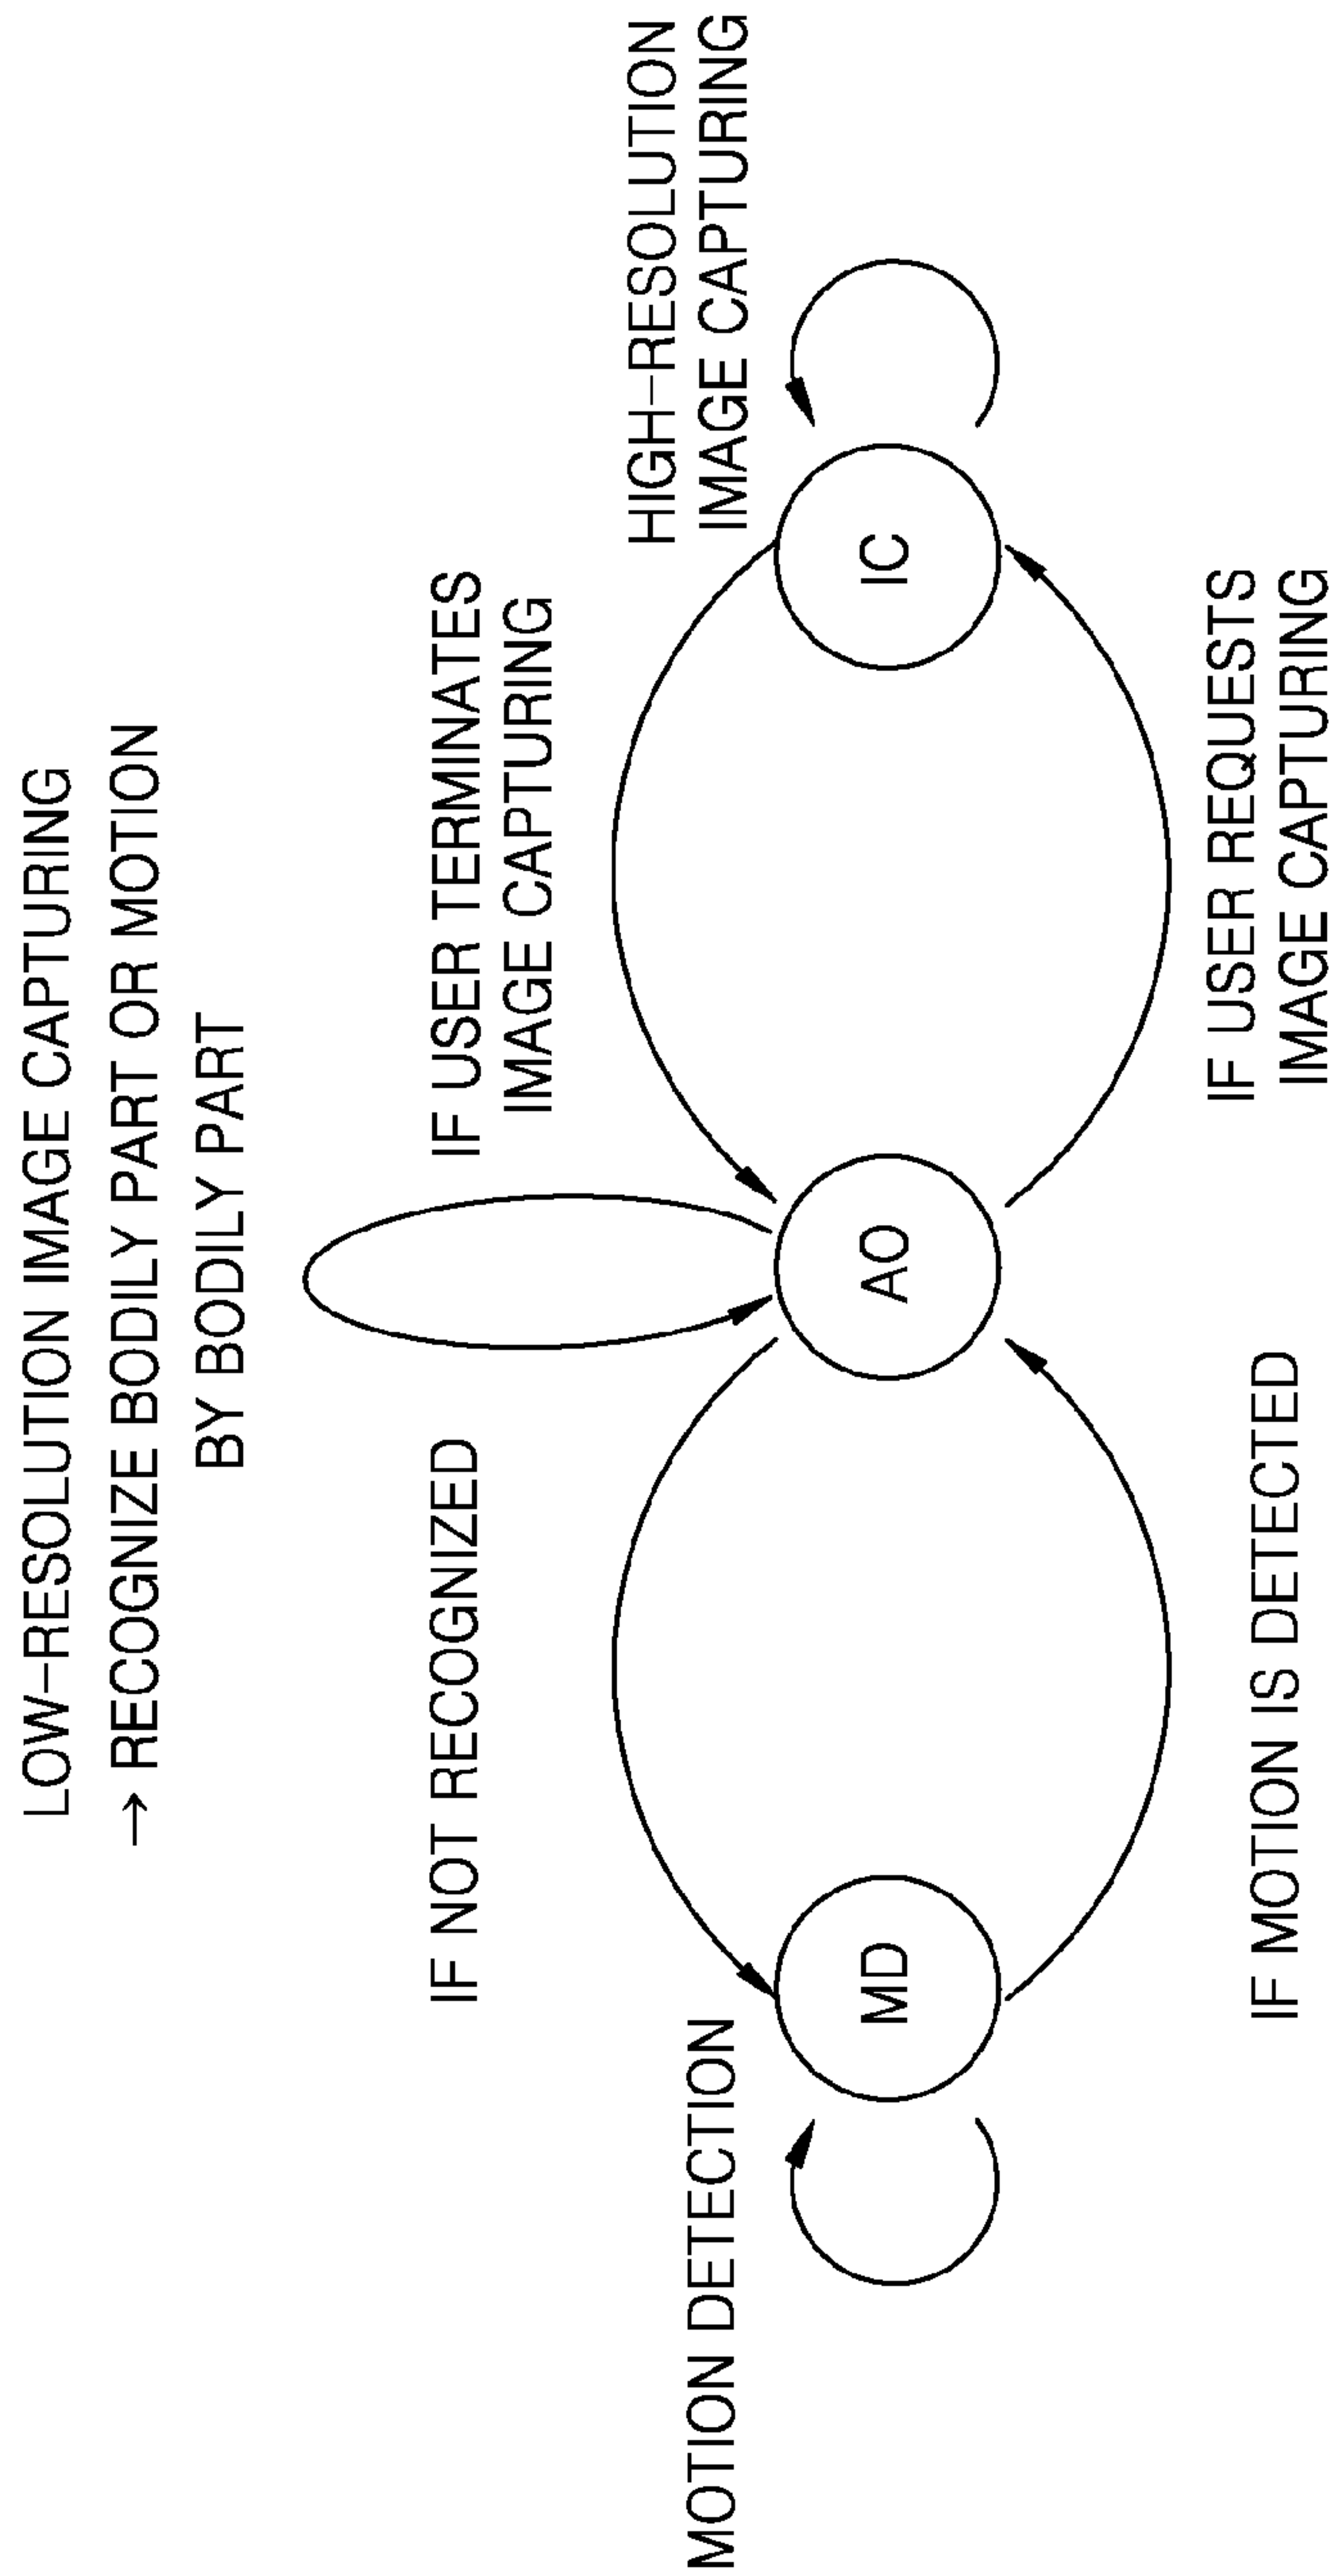 LOW-RESOLUTION IMAGE CAPTURING
→ RECOGNIZE BODILY PART OR MOTION
BY BODILY PART
IF NOT RECOGNIZED
IF USER TERMINATES
IMAGE CAPTURING
MOTION DETECTION
HIGH-RESOLUTION
IMAGE CAPTURING
MD
AO
IC
IF MOTION IS DETECTED
IF USER REQUESTS
IMAGE CAPTURING